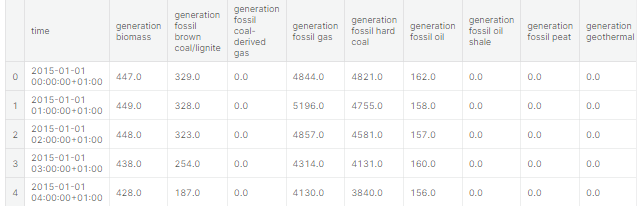 time generation biomass generation fossil brown coal/lignite generation fossil coal-derived gas generation fossil gas generation fossil hard coal generation fossil oil generation fossil oil shale generation fossil peat generation geothermal
0 2015-01-01 00:00:00+01:00 447.0 329.0 0.0 4844.0 4821.0 162.0 0.0 0.0 0.0
1 2015-01-01 01:00:00+01:00 449.0 328.0 0.0 5196.0 4755.0 158.0 0.0 0.0 0.0
2 2015-01-01 02:00:00+01:00 448.0 323.0 0.0 4857.0 4581.0 157.0 0.0 0.0 0.0
3 2015-01-01 03:00:00+01:00 438.0 254.0 0.0 4314.0 4131.0 160.0 0.0 0.0 0.0
4 2015-01-01 04:00:00+01:00 428.0 187.0 0.0 4130.0 3840.0 156.0 0.0 0.0 0.0